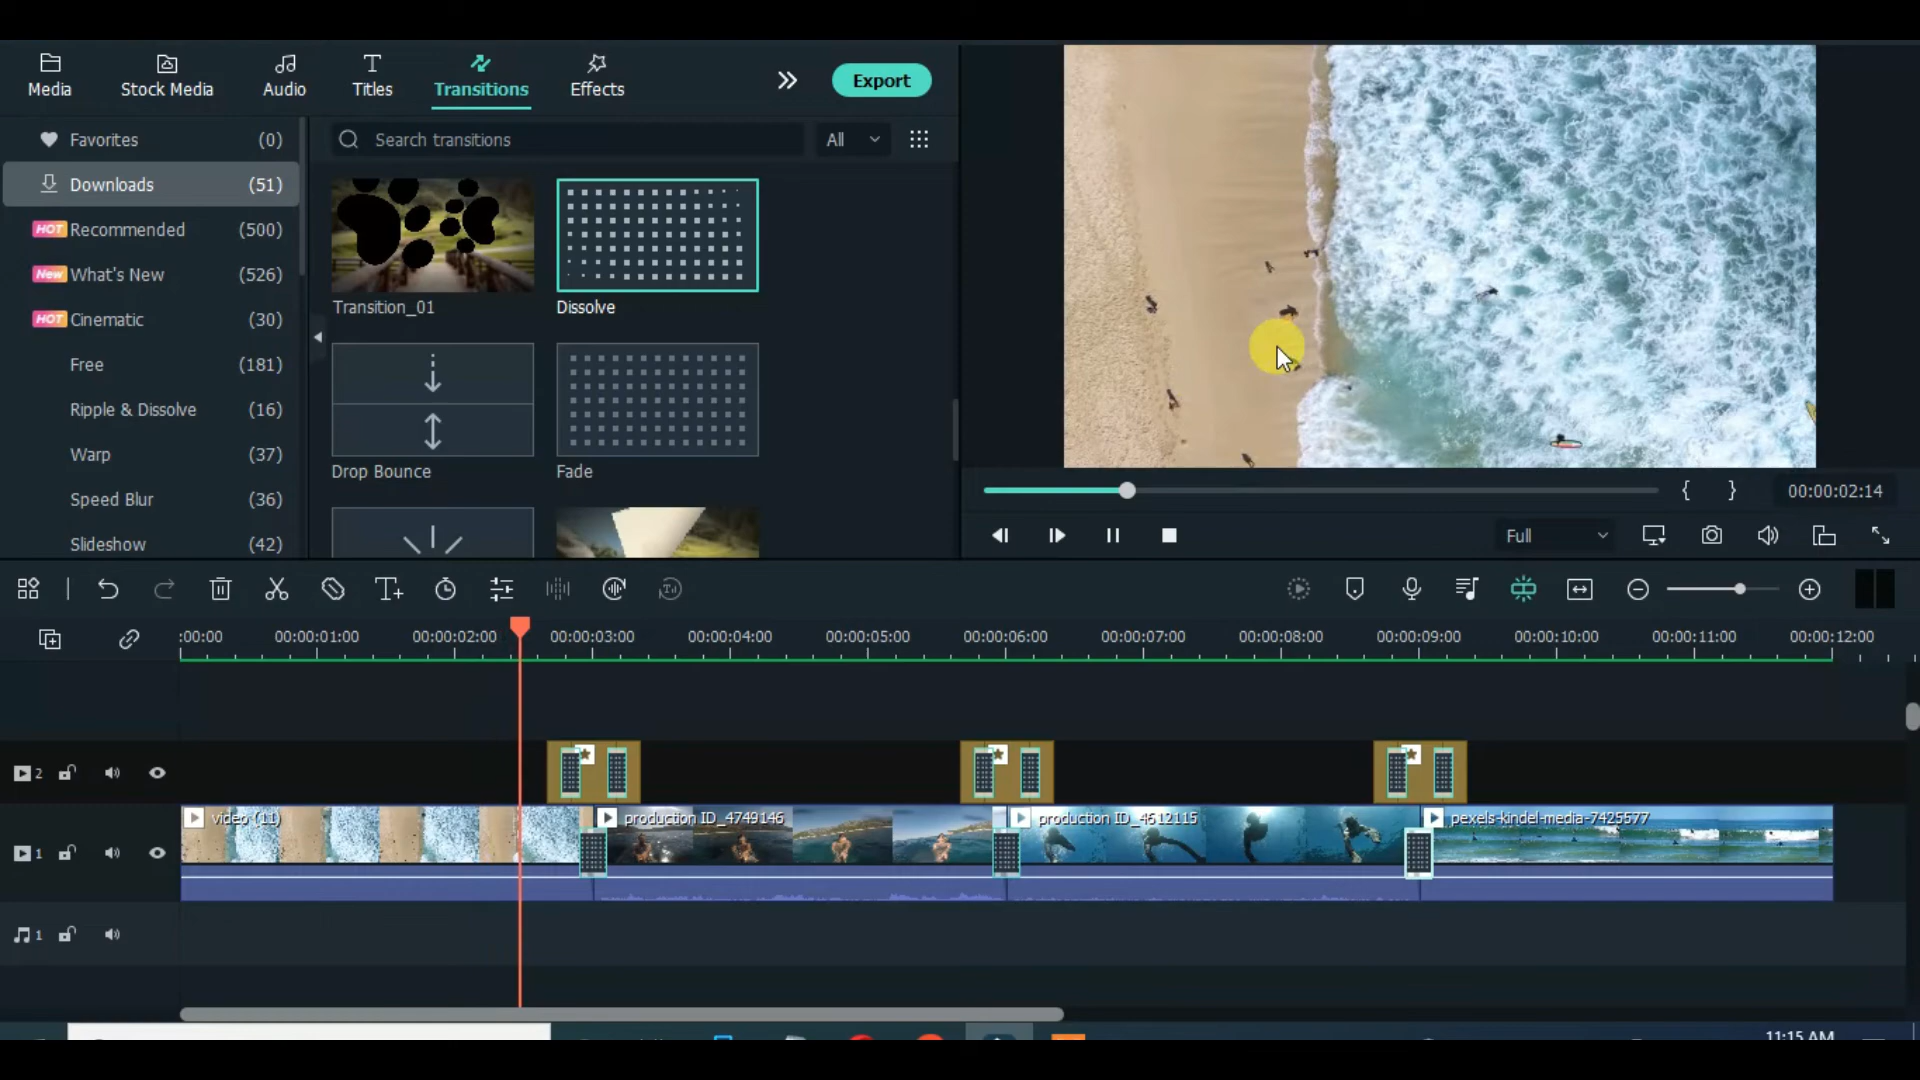 Media
Stock Media
Audio
Titles
Transitions
Effects
Export
Favorites (0)
Downloads (51)
HOT Recommended (500)
New What's New (526)
HOT Cinematic (30)
Free (181)
Ripple & Dissolve (16)
Warp (37)
Speed Blur (36)
Slideshow (42)
Search transitions
All
Transition_01
Dissolve
Drop Bounce
Fade
{ }
00:00:02:14
Full
:00:00 00:00:01:00 00:00:02:00 00:00:03:00 00:00:04:00 00:00:05:00 00:00:06:00 00:00:07:00 00:00:08:00 00:00:09:00 00:00:10:00 00:00:11:00 00:00:12:00
2
1
video (11)
production ID_4749146
production ID_4612115
pexels-kindel-media-7425577
1
11:15 AM